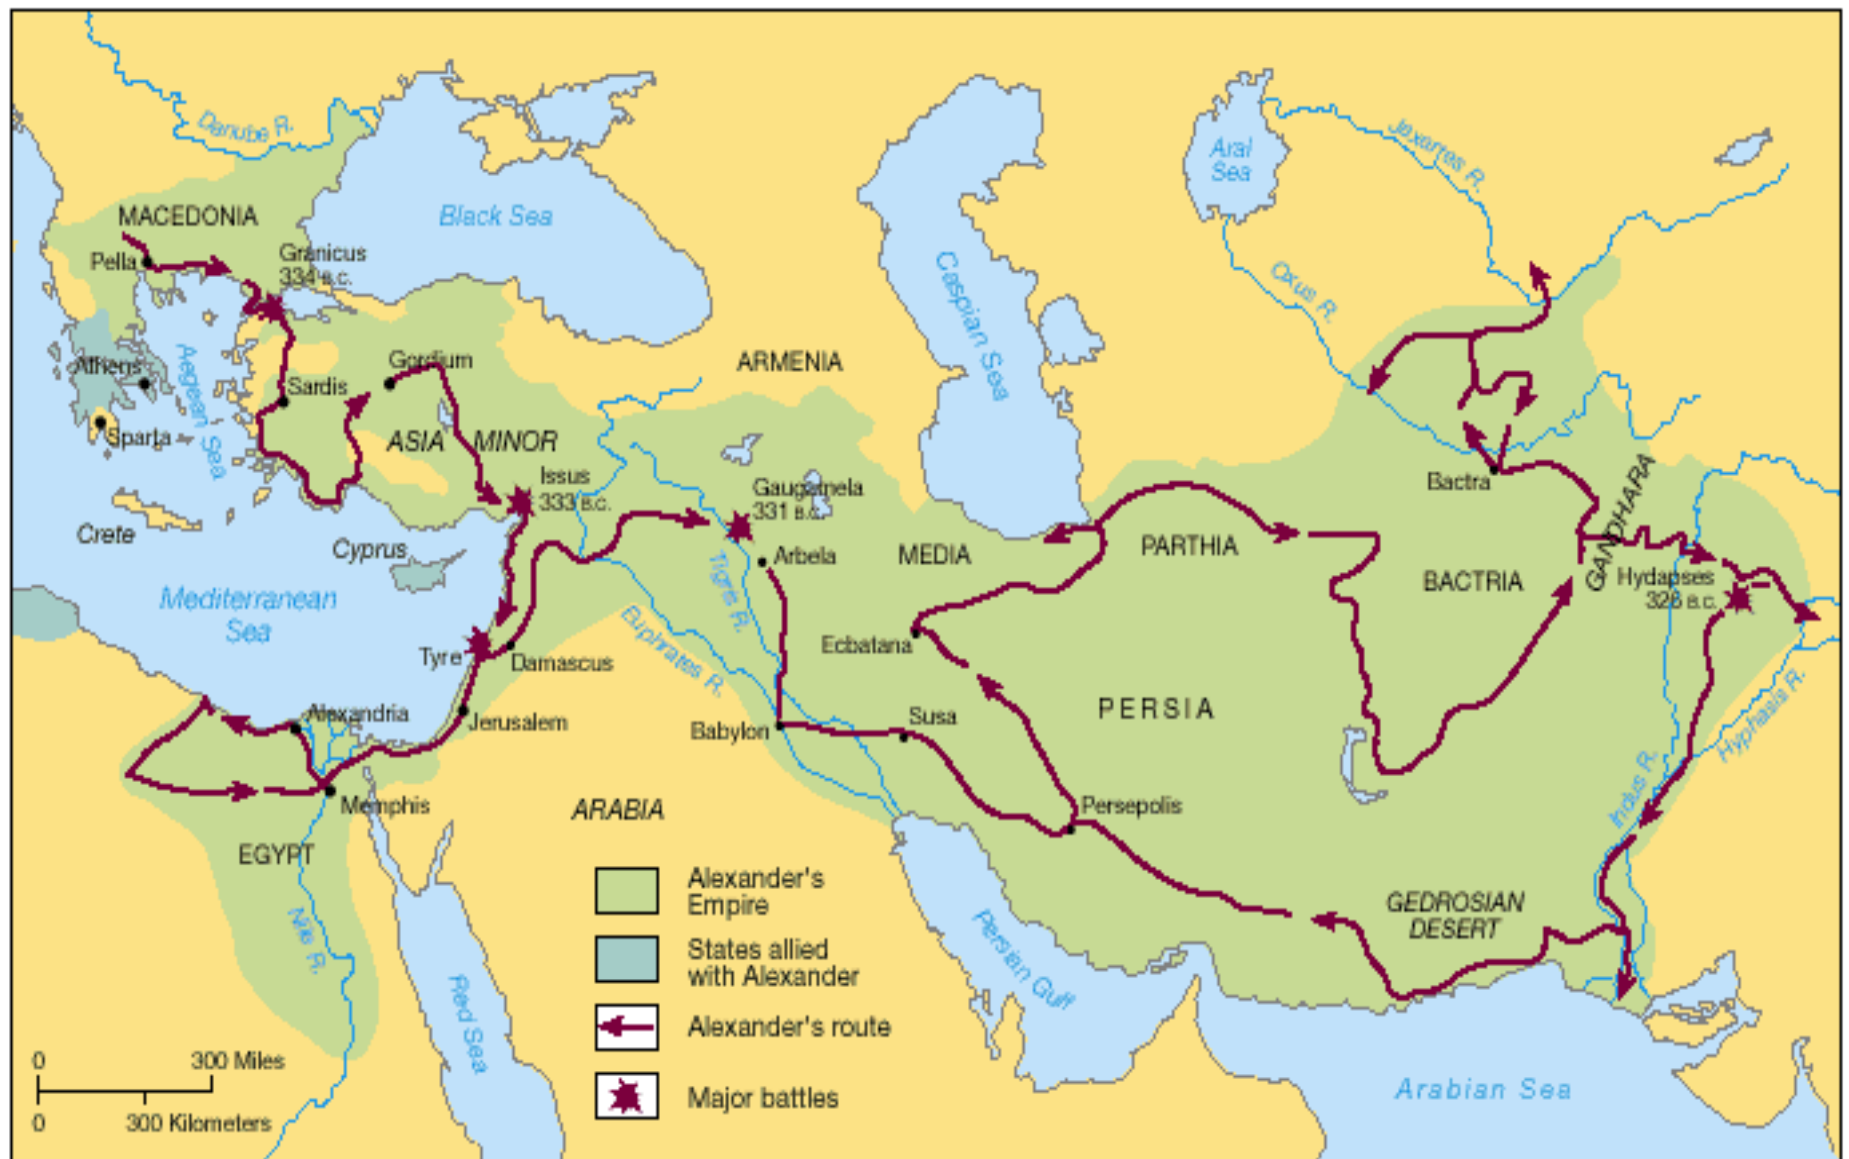 Danube R.
Jaxartes R.
Aral
Sea
MACEDONIA
Black Sea
Pella
Granicus
334 B.C.
Caspian Sea
Oxus R.
Athens
Aegean Sea
Gordium
ARMENIA
Sardis
Sparta
ASIA MINOR
Issus
333 B.C.
Gaugamela
331 B.C.
Bactra
GANDHARA
Crete
Cyprus
Arbela
MEDIA
PARTHIA
BACTRIA
Hydapses
326 B.C.
Mediterranean
Sea
Tigris R.
Euphrates R.
Tyre
Damascus
Ecbatana
Alexandria
Jerusalem
Babylon
Susa
PERSIA
Hyphasis R.
Indus R.
Memphis
ARABIA
Persepolis
EGYPT
Nile R.
Red Sea
Persian Gulf
GEDROSIAN
DESERT
Alexander's
Empire
States allied
with Alexander
Alexander's route
Major battles
0 300 Miles
0 300 Kilometers
Arabian Sea